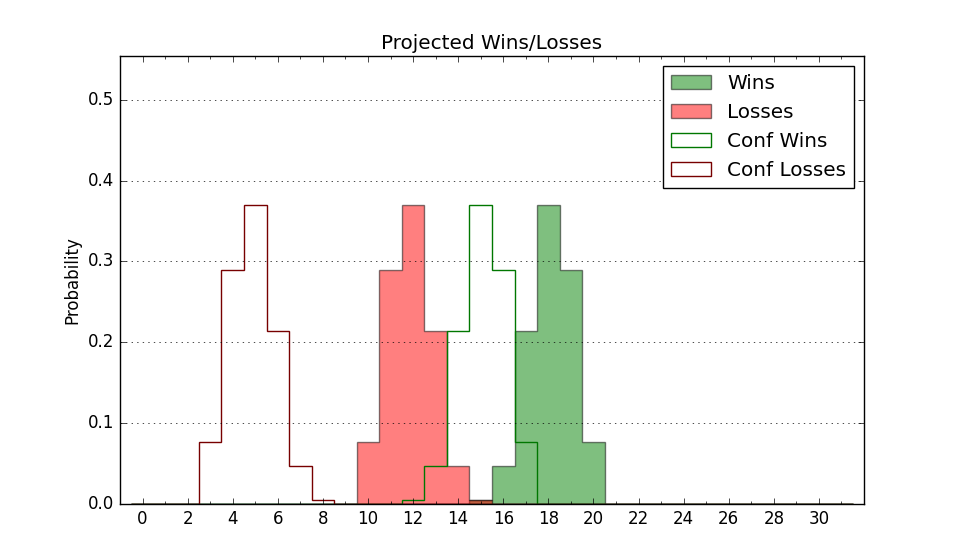 Projected Wins/Losses
Wins
Losses
Conf Wins
Conf Losses
Probability
0.5
0.4
0.3
0.2
0.1
0.0
0 2 4 6 8 10 12 14 16 18 20 22 24 26 28 30